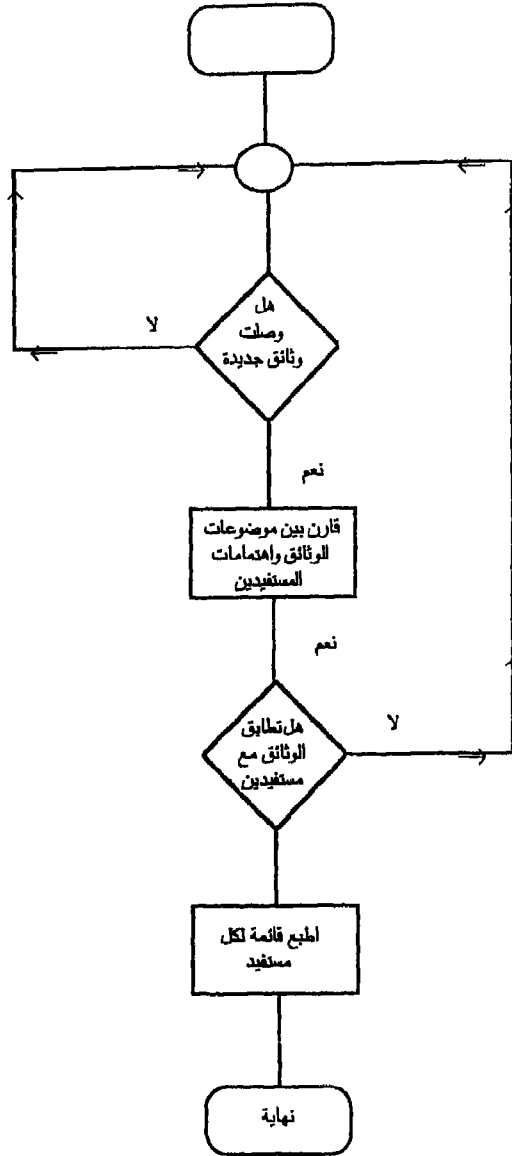 هل
وصلت
وثائق جديدة
لا
نعم
قارن بين موضوعات
الوثائق واهتمامات
المستفيدين
نعم
هل تطابق
الوثائق مع
مستفيدين
لا
اطبع قائمة لكل
مستفيد
نهاية